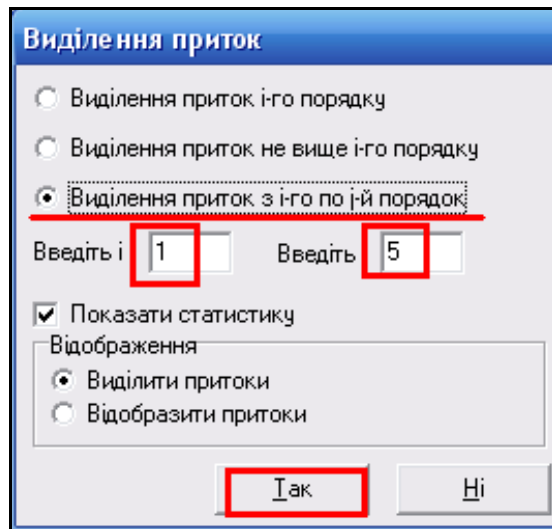 Виділення приток
Виділення приток і-го порядку
Виділення приток не вище і-го порядку
Виділення приток з і-го по j-й порядок
Введіть і 1 Введіть 5
Показати статистику
Відображення
Виділити притоки
Відобразити притоки
Так Ні